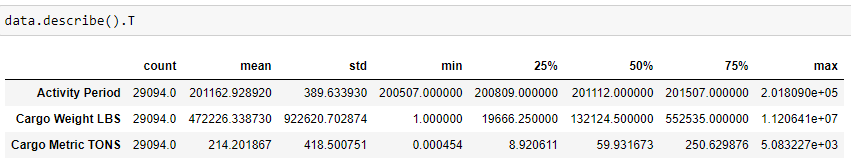 data.describe().T
count mean std min 25% 50% 75% max
Activity Period 29094.0 201162.928920 389.633930 200507.000000 200809.000000 201112.000000 201507.000000 2.018090e+05
Cargo Weight LBS 29094.0 472226.338730 922620.702874 1.000000 19666.250000 132124.500000 552535.000000 1.120641e+07
Cargo Metric TONS 29094.0 214.201867 418.500751 0.000454 8.920611 59.931673 250.629876 5.083227e+03